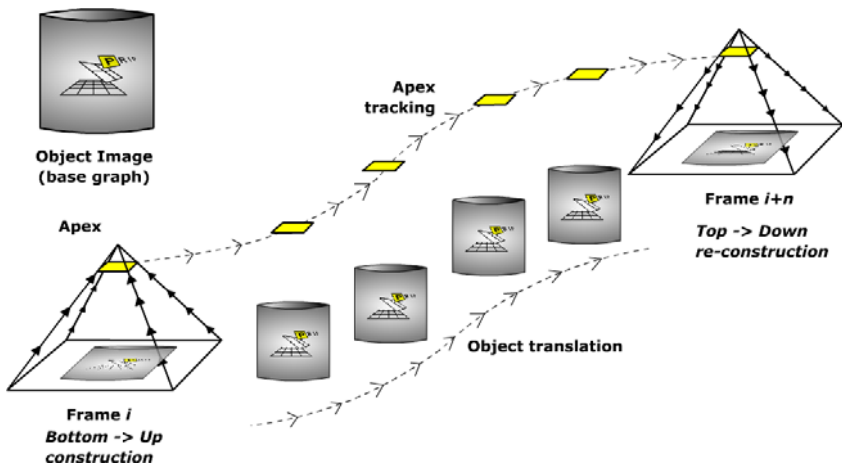 Object Image
(base graph)
Apex
tracking
Apex
Frame i+n
Top -> Down
re-construction
Object translation
Frame i
Bottom -> Up
construction